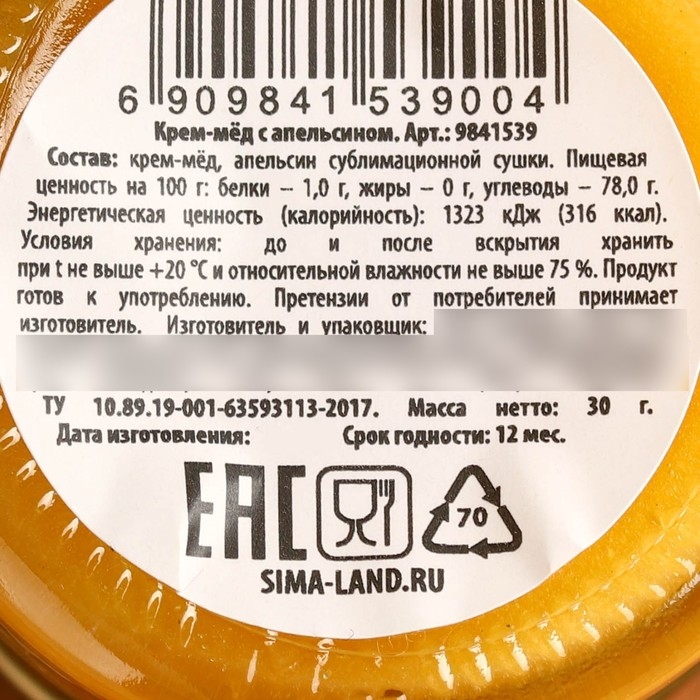 6 909841 539004
Крем-мёд с апельсином. Арт.: 9841539
Состав: крем-мёд, апельсин сублимационной сушки. Пищевая
ценность на 100 г: белки – 1,0 г, жиры – 0 г, углеводы – 78,0 г.
Энергетическая ценность (калорийность): 1323 кДж (316 ккал).
Условия хранения: до и после вскрытия хранить
при t не выше +20 °С и относительной влажности не выше 75 %. Продукт
готов к употреблению. Претензии от потребителей принимает
изготовитель. Изготовитель и упаковщик:
ТУ 10.89.19-001-63593113-2017. Масса нетто: 30 г.
Дата изготовления: Срок годности: 12 мес.
EAC 70
SIMA-LAND.RU